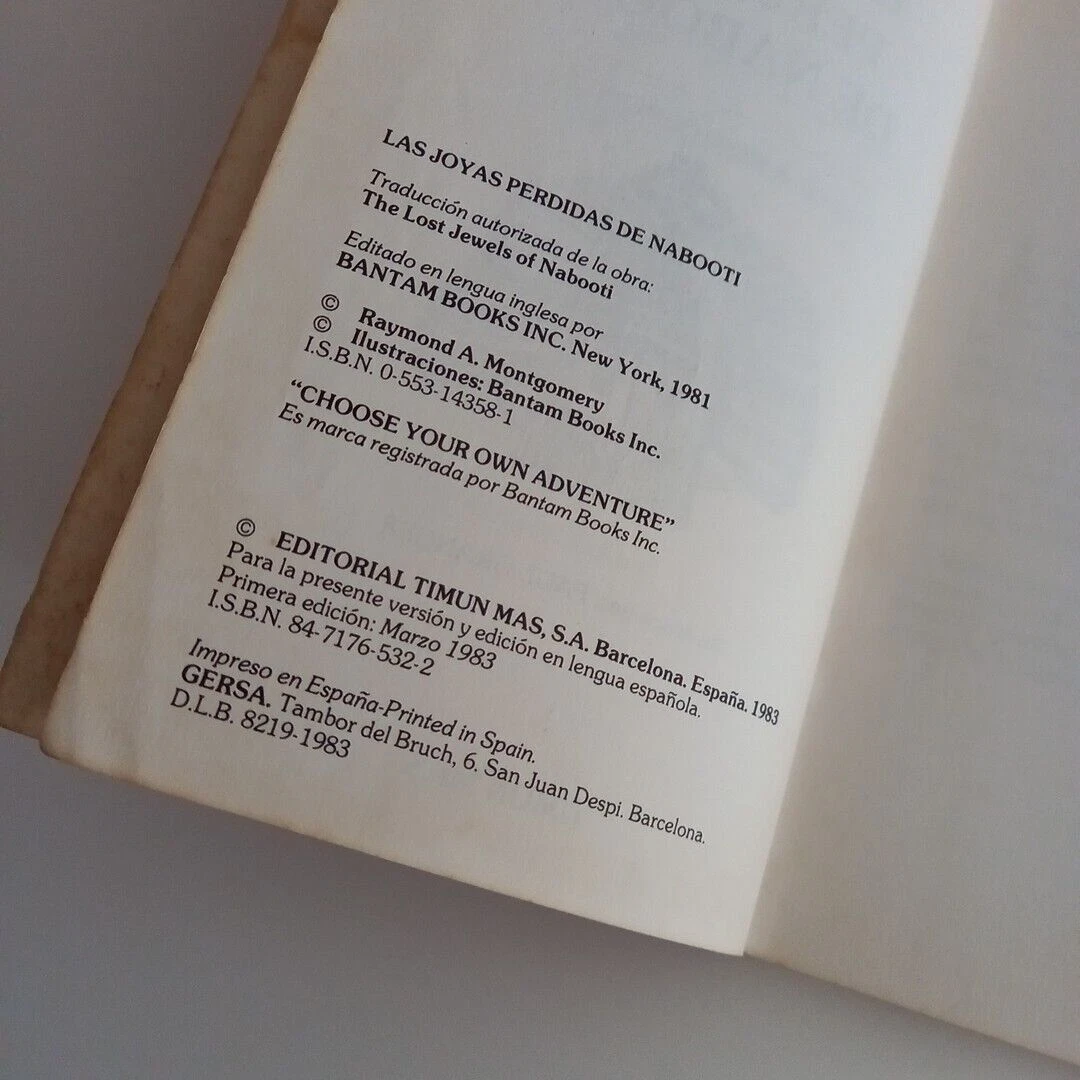 LAS JOYAS PERDIDAS DE NABOOTI
Traducción autorizada de la obra:
The Lost Jewels of Nabooti
Editado en lengua inglesa por
BANTAM BOOKS INC. New York, 1981
© Raymond A. Montgomery
© Ilustraciones: Bantam Books Inc.
I.S.B.N. 0-553-14358-1
"CHOOSE YOUR OWN ADVENTURE"
Es marca registrada por Bantam Books Inc.
© EDITORIAL TIMUN MAS, S.A. Barcelona. España. 1983
Para la presente versión y edición en lengua española.
Primera edición: Marzo 1983
I.S.B.N. 84-7176-532-2
Impreso en España-Printed in Spain.
GERSA. Tambor del Bruch, 6. San Juan Despi. Barcelona.
D.L.B. 8219-1983